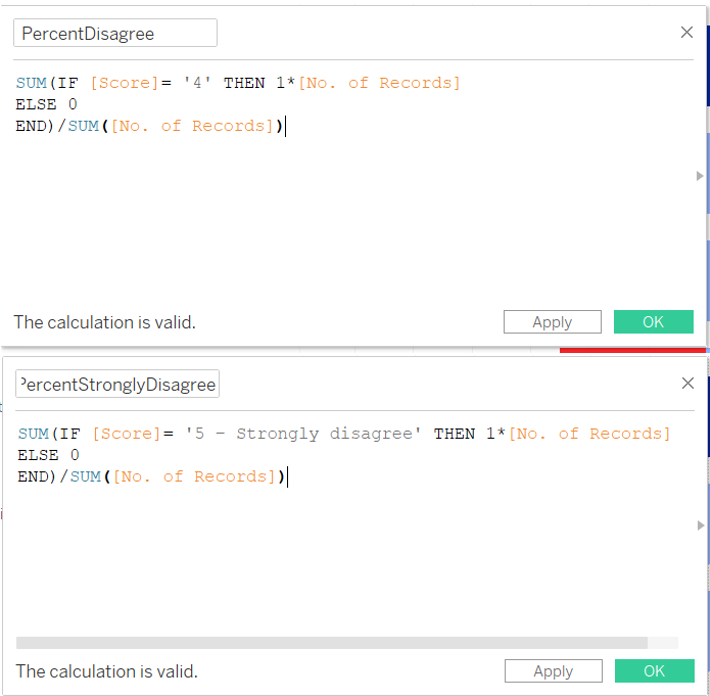 PercentDisagree
SUM(IF [Score]= '4' THEN 1*[No. of Records]
ELSE 0
END)/SUM([No. of Records])
The calculation is valid.
Apply
OK
PercentStronglyDisagree
SUM(IF [Score]= '5 - Strongly disagree' THEN 1*[No. of Records]
ELSE 0
END)/SUM([No. of Records])
The calculation is valid.
Apply
OK